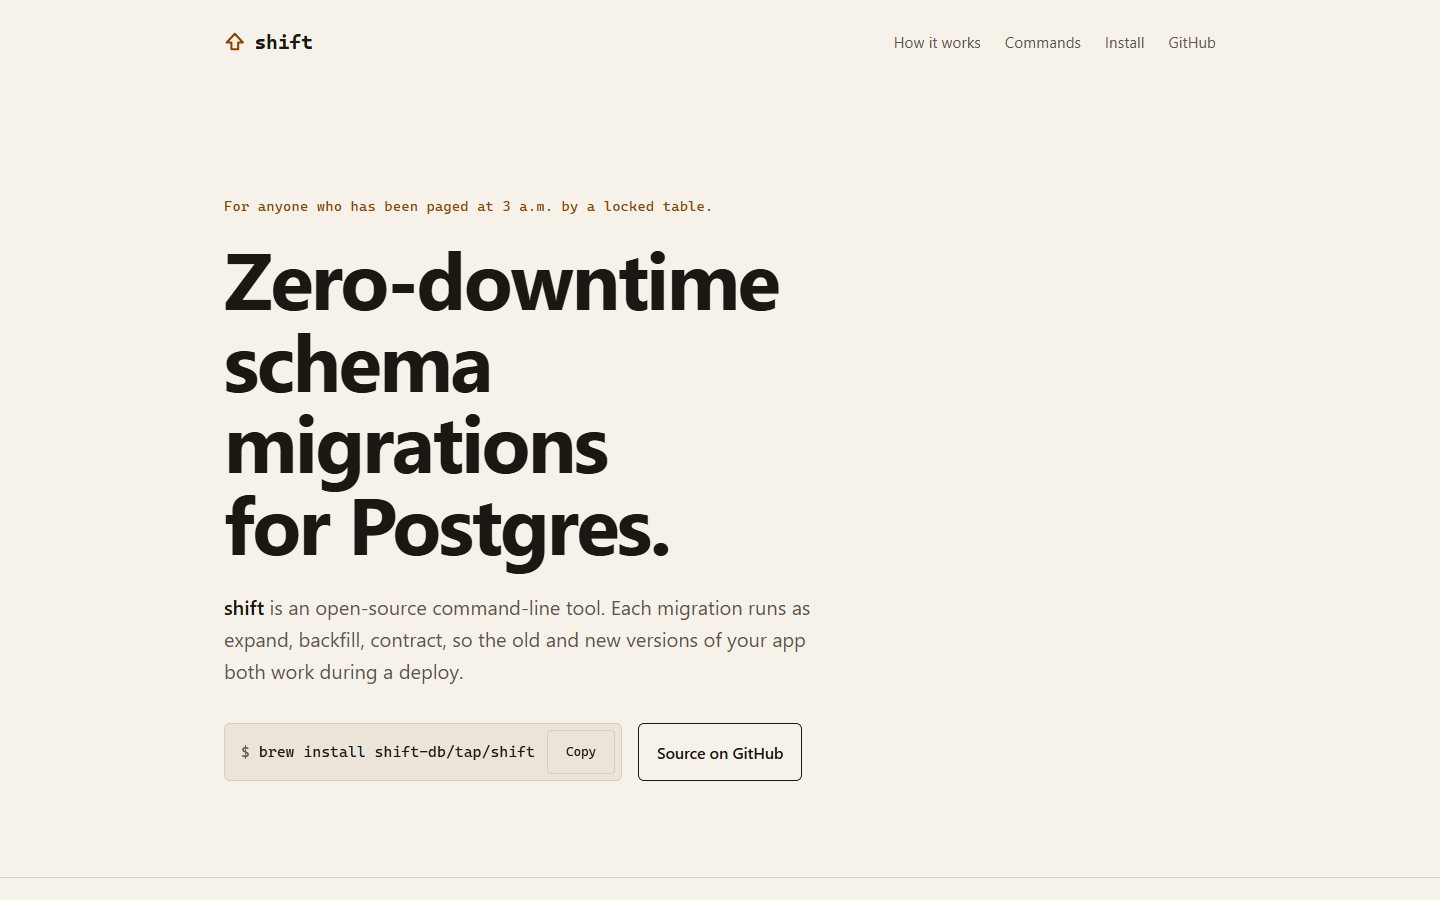 shift
How it works
Commands
Install
GitHub
For anyone who has been paged at 3 a.m. by a locked table.
Zero-downtime
schema
migrations
for Postgres.
shift is an open-source command-line tool. Each migration runs as
expand, backfill, contract, so the old and new versions of your app
both work during a deploy.
$ brew install shift-db/tap/shift
Copy
Source on GitHub